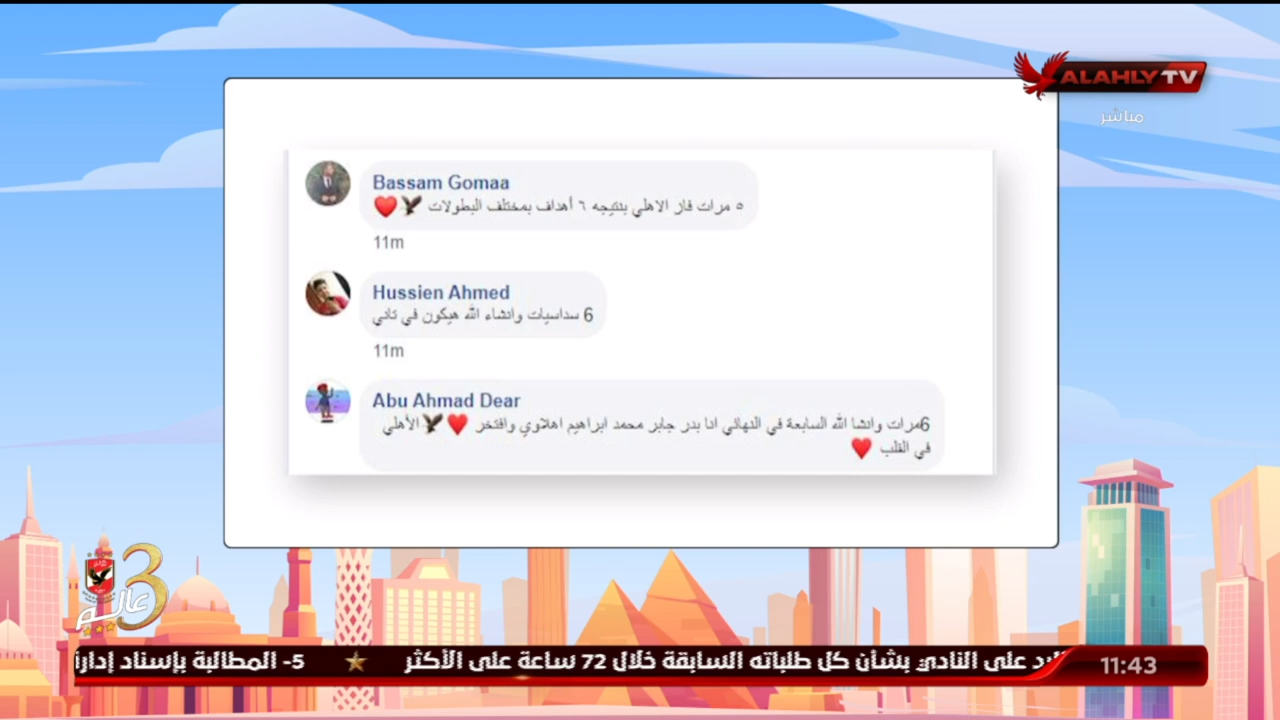 ALAHLY TV
مباشر
Bassam Gomaa
٥ مرات فاز الاهلي بنتيجه ٦ أهداف بمختلف البطولات 🦅❤️
11m
Hussien Ahmed
6 سداسيات وانشاء الله هيكون في تاني
11m
Abu Ahmad Dear
6مرات وانشا الله السابعة في النهائي انا بدر جابر محمد ابراهيم اهلاوي وافتخر ❤️🦅 الأهلي
في القلب ❤️
3
عالم
الرد على النادي بشأن كل طلباته السابقة خلال 72 ساعة على الأكثر ★ 5- المطالبة بإسناد إدارة
11:43